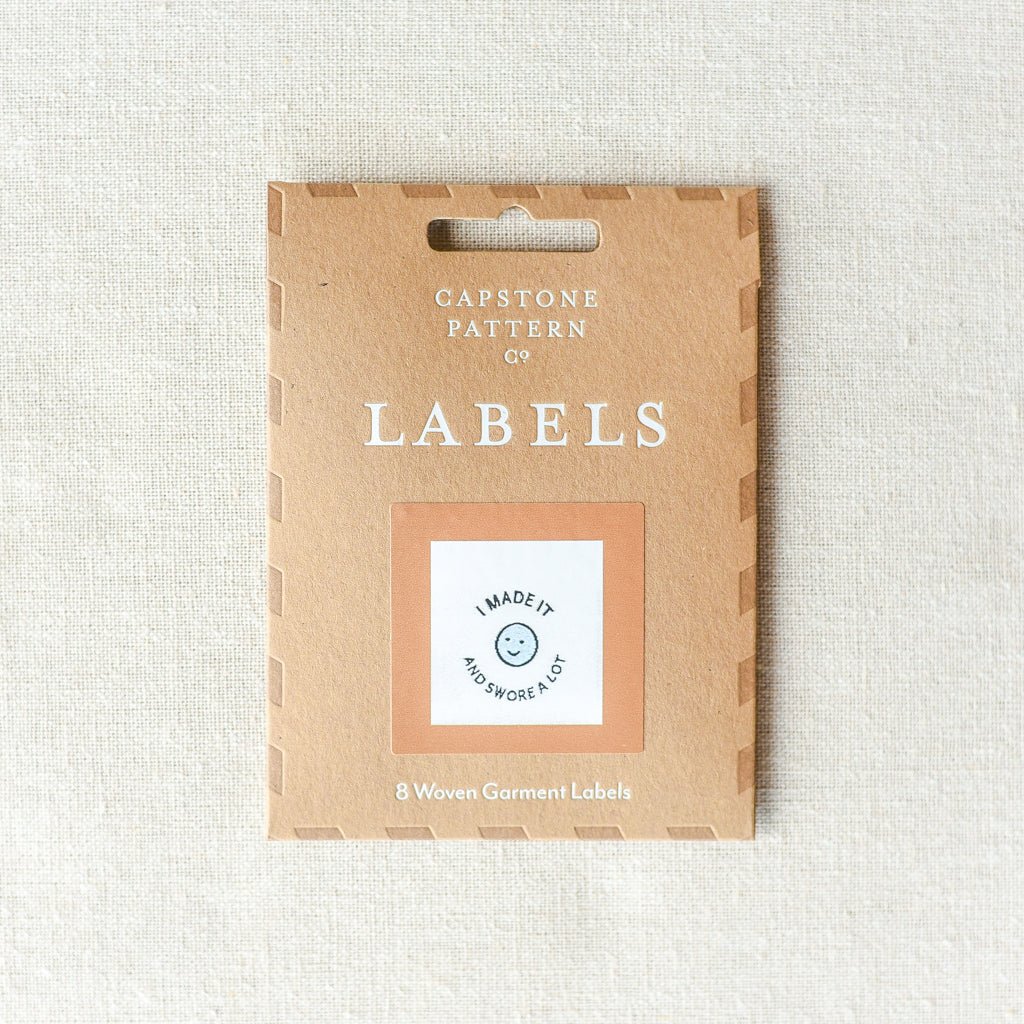 CAPSTONE
PATTERN
Cº
LABELS
I MADE IT
AND SWORE A LOT
8 Woven Garment Labels